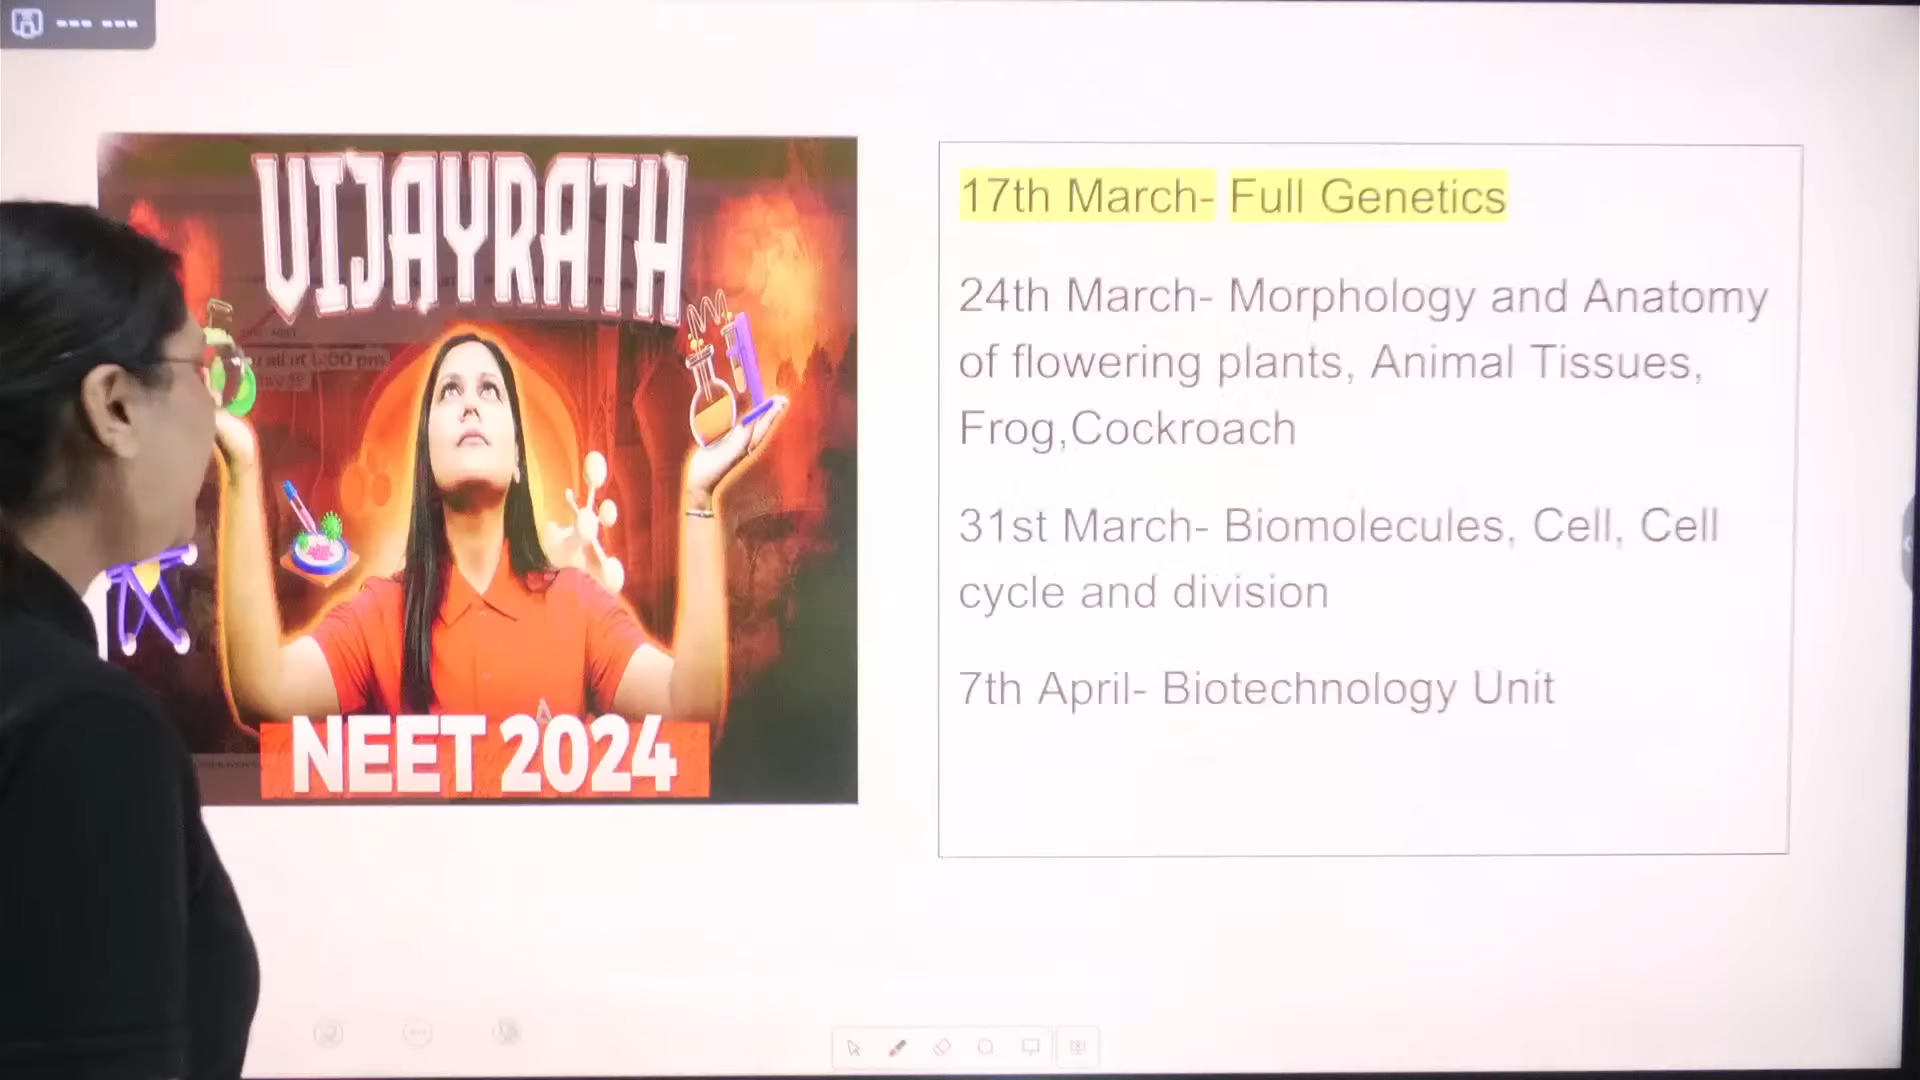 VIJAYRATH
NEET 2024
17th March- Full Genetics
24th March- Morphology and Anatomy
of flowering plants, Animal Tissues,
Frog,Cockroach
31st March- Biomolecules, Cell, Cell
cycle and division
7th April- Biotechnology Unit